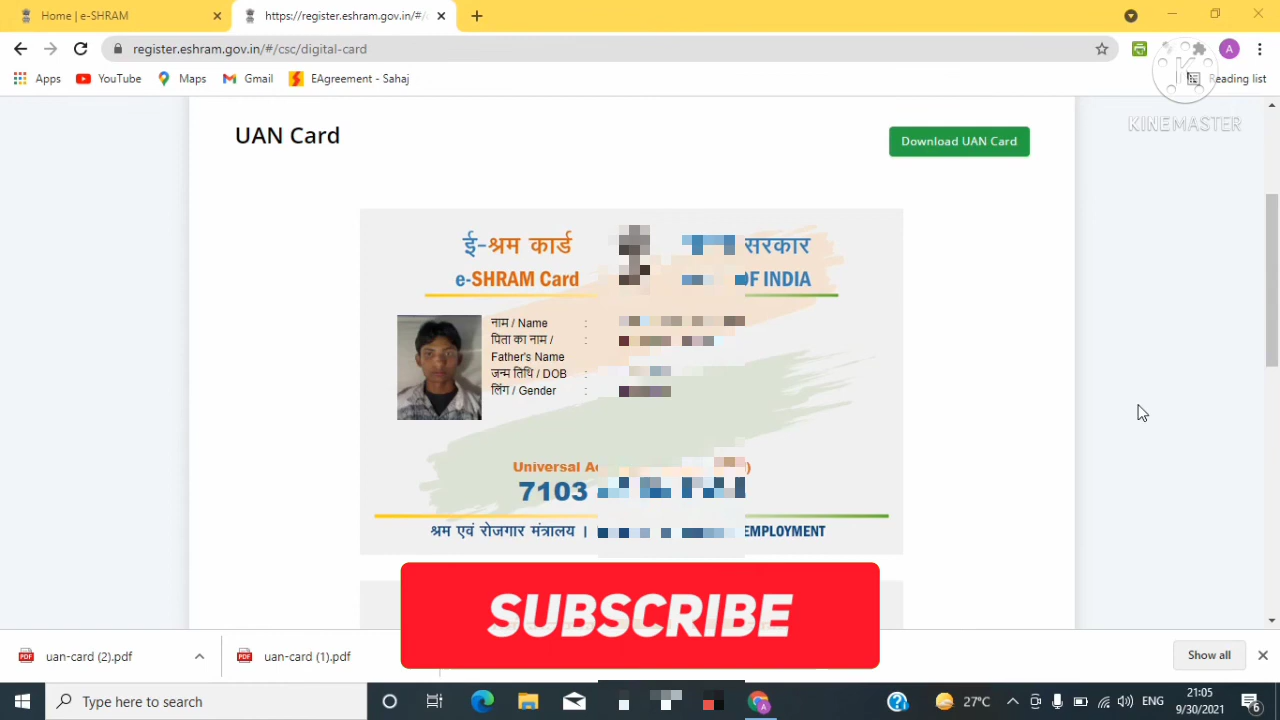 Home | e-SHRAM
https://register.eshram.gov.in/#/
register.eshram.gov.in/#/csc/digital-card
Apps YouTube Maps Gmail EAgreement - Sahaj Reading list
KINEMASTER
UAN Card
Download UAN Card
ई-श्रम कार्ड सरकार
e-SHRAM Card OF INDIA
नाम / Name :
पिता का नाम / :
Father's Name
जन्म तिथि / DOB :
लिंग / Gender :
Universal
7103
श्रम एवं रोजगार मंत्रालय | EMPLOYMENT
SUBSCRIBE
uan-card (2).pdf uan-card (1).pdf Show all
Type here to search 27°C ENG 21:05
9/30/2021 6